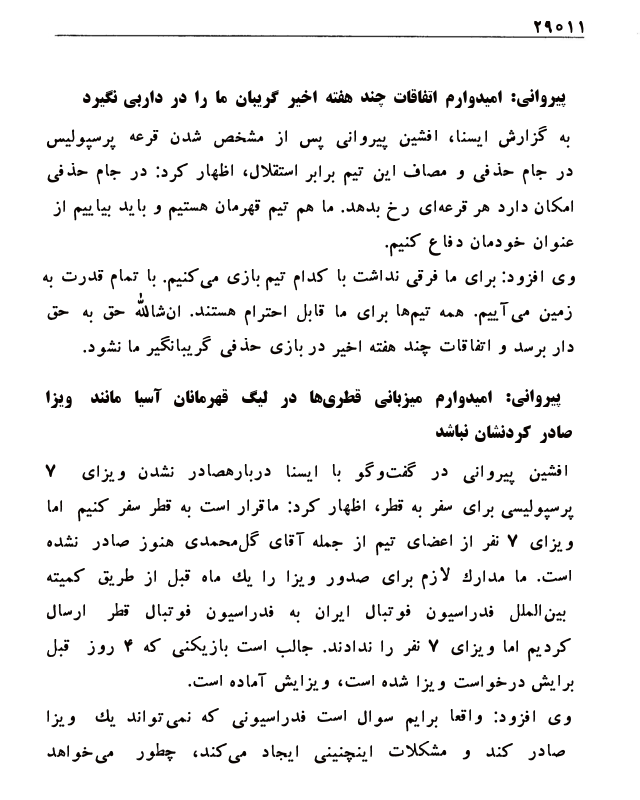 ۲۹۰۱۱
پیروانی: امیدوارم اتفاقات چند هفته اخیر گریبان ما را در داربی نگیرد
به گزارش ایسنا، افشین پیروانی پس از مشخص شدن قرعه پرسپولیس
در جام حذفی و مصاف این تیم برابر استقلال، اظهار کرد: در جام حذفی
امکان دارد هر قرعه‌ای رخ بدهد. ما هم تیم قهرمان هستیم و باید بیاییم از
عنوان خودمان دفاع کنیم.
وی افزود: برای ما فرقی نداشت با کدام تیم بازی می‌کنیم. با تمام قدرت به
زمین می‌آییم. همه تیم‌ها برای ما قابل احترام هستند. ان‌شالله حق به حق
دار برسد و اتفاقات چند هفته اخیر در بازی حذفی گریبانگیر ما نشود.
پیروانی: امیدوارم میزبانی قطری‌ها در لیگ قهرمانان آسیا مانند ویزا
صادر کردنشان نباشد
افشین پیروانی در گفت‌وگو با ایسنا دربارهصادر نشدن ویزای ۷
پرسپولیسی برای سفر به قطر، اظهار کرد: ماقرار است به قطر سفر کنیم اما
ویزای ۷ نفر از اعضای تیم از جمله آقای گل‌محمدی هنوز صادر نشده
است. ما مدارك لازم برای صدور ویزا را یك ماه قبل از طریق کمیته
بین‌الملل فدراسیون فوتبال ایران به فدراسیون فوتبال قطر ارسال
کردیم اما ویزای ۷ نفر را ندادند. جالب است بازیکنی که ۴ روز قبل
برایش درخواست ویزا شده است، ویزایش آماده است.
وی افزود: واقعا برایم سوال است فدراسیونی که نمی‌تواند یك ویزا
صادر کند و مشکلات اینچنینی ایجاد می‌کند، چطور می‌خواهد